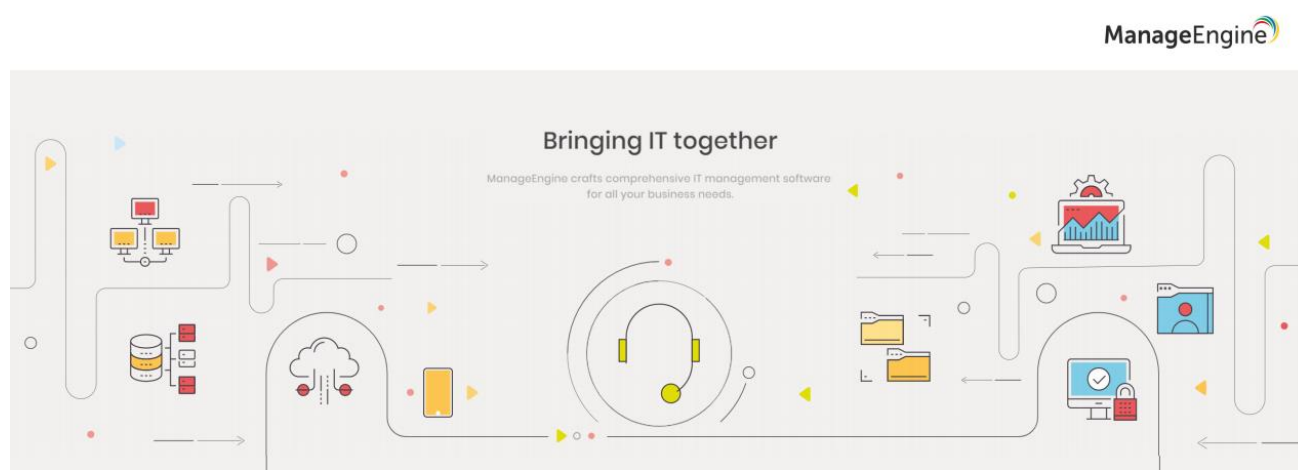 ManageEngine
Bringing IT together
ManageEngine crafts comprehensive IT management software
for all your business needs.